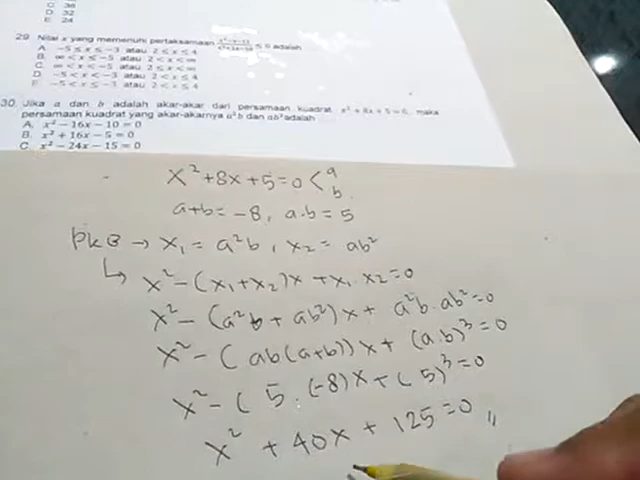 C. 36
D. 32
E. 24
29. Nilai x yang memenuhi pertaksamaan ≤ 0 adalah
A. −5 ≤ x ≤ −3 atau 2 ≤ x ≤ 4
B. ∞ < x ≤ −5 atau 2 < x < ∞
C. ∞ < x ≤ −5 atau 2 ≤ x < ∞
D. −5 < x < −3 atau 2 < x ≤ 4
E. −5 < x ≤ −3 atau 2 < x ≤ 4
30. Jika a dan b adalah akar-akar dari persamaan kuadrat x² + 8x + 5 = 0, maka
persamaan kuadrat yang akar-akarnya a²b dan ab² adalah
A. x² − 16x − 10 = 0
B. x² + 16x − 5 = 0
C. x² − 24x − 15 = 0
x² + 8x + 5 = 0 < a b
a+b = −8, a.b = 5
PKB → x₁ = a²b, x₂ = ab²
↳ x² − (x₁+x₂)x + x₁.x₂ = 0
x² − (a²b + ab²)x + a²b.ab² = 0
x² − (ab(a+b))x + (a.b)³ = 0
x² − (5.(−8)x + (5)³ = 0
x² + 40x + 125 = 0 //